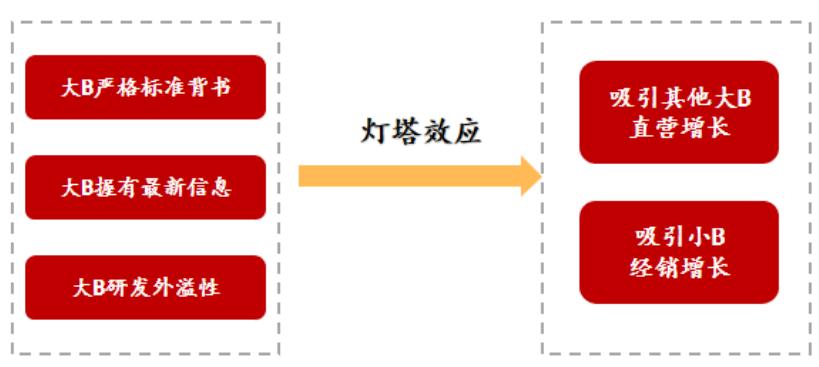 大B严格标准背书
大B握有最新信息
大B研发外溢性
灯塔效应
吸引其他大B
直营增长
吸引小B
经销增长